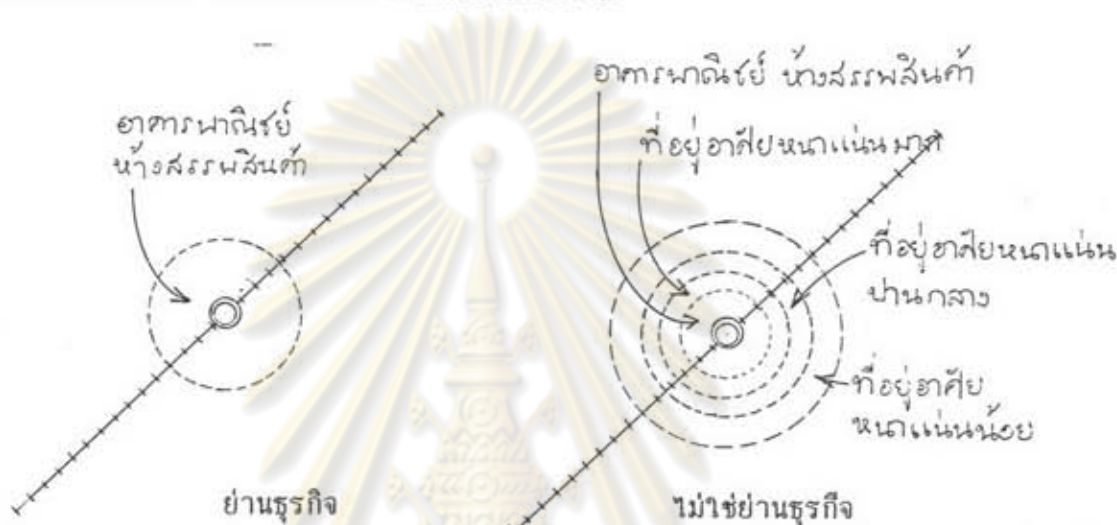 อาคารพาณิชย์
ห้างสรรพสินค้า
ย่านธุรกิจ
อาคารพาณิชย์ ห้างสรรพสินค้า
ที่อยู่อาศัยหนาแน่นมาก
ที่อยู่อาศัยหนาแน่น
ปานกลาง
ที่อยู่อาศัย
หนาแน่นน้อย
ไม่ใช่ย่านธุรกิจ